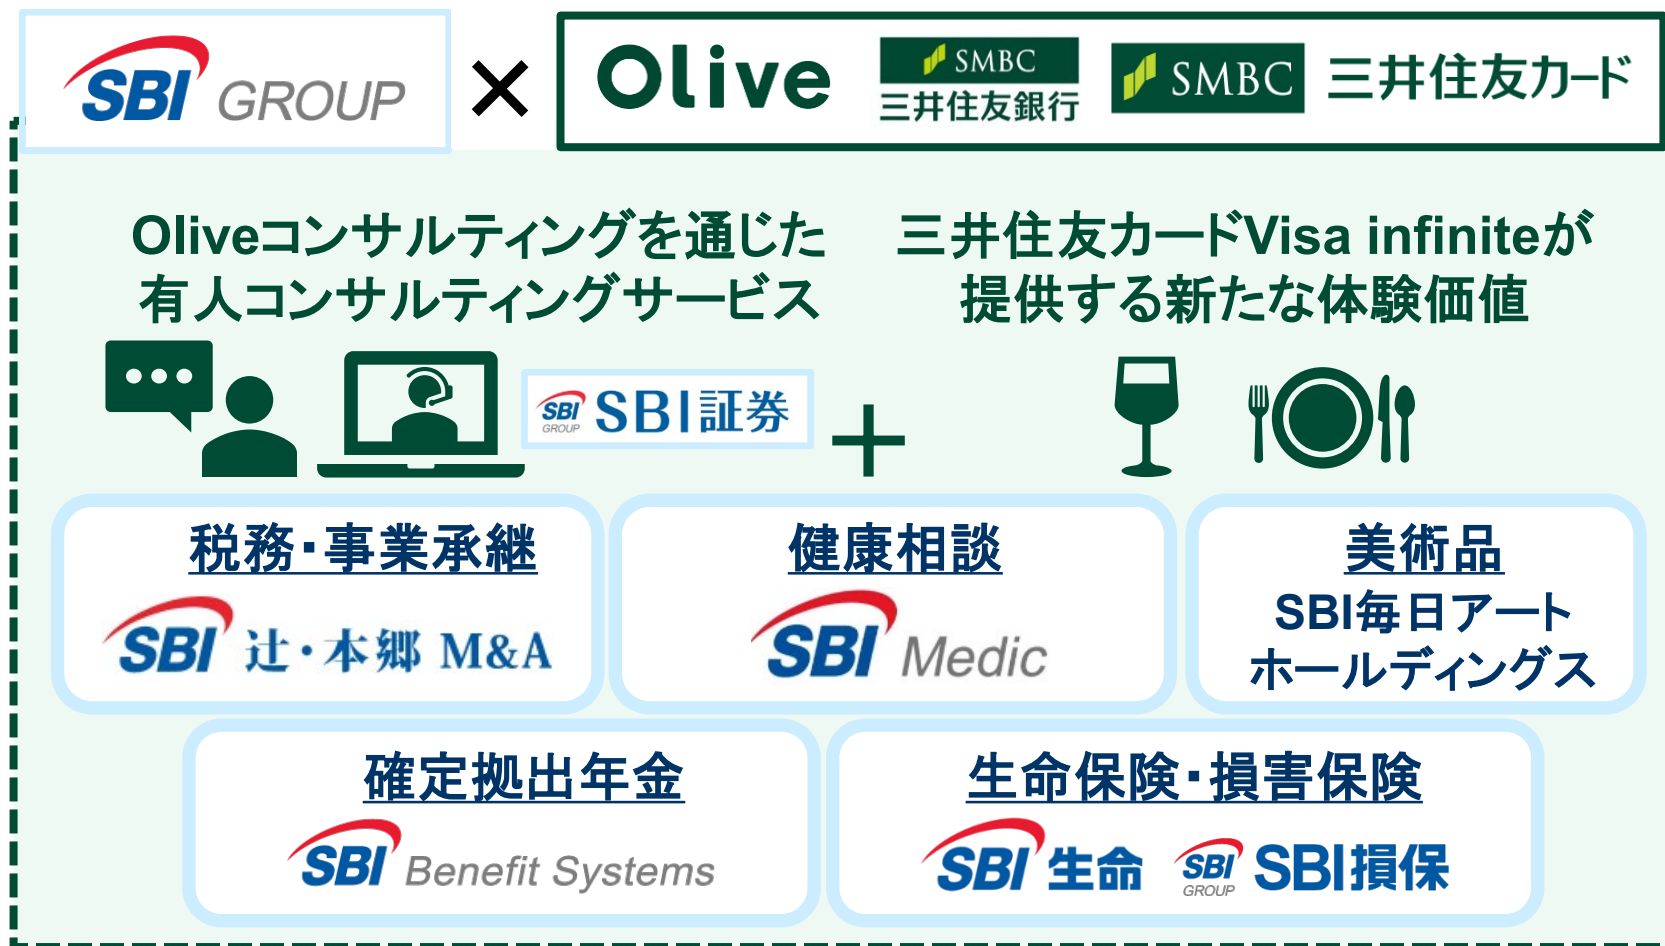 SBI GROUP
×
Olive
SMBC
三井住友銀行
SMBC
三井住友カード
Oliveコンサルティングを通じた
有人コンサルティングサービス
三井住友カードVisa infiniteが
提供する新たな体験価値
SBI GROUP SBI証券
＋
税務・事業承継
SBI 辻・本郷 M&A
健康相談
SBI Medic
美術品
SBI毎日アート
ホールディングス
確定拠出年金
SBI Benefit Systems
生命保険・損害保険
SBI生命
SBI GROUP SBI損保